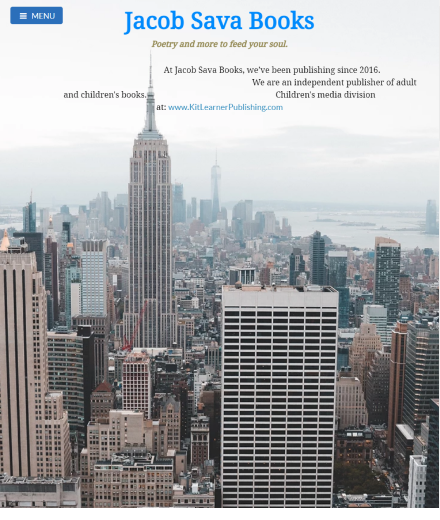 MENU
Jacob Sava Books
Poetry and more to feed your soul.
At Jacob Sava Books, we've been publishing since 2016.
We are an independent publisher of adult
and children's books. Children's media division
at: www.KitLearnerPublishing.com